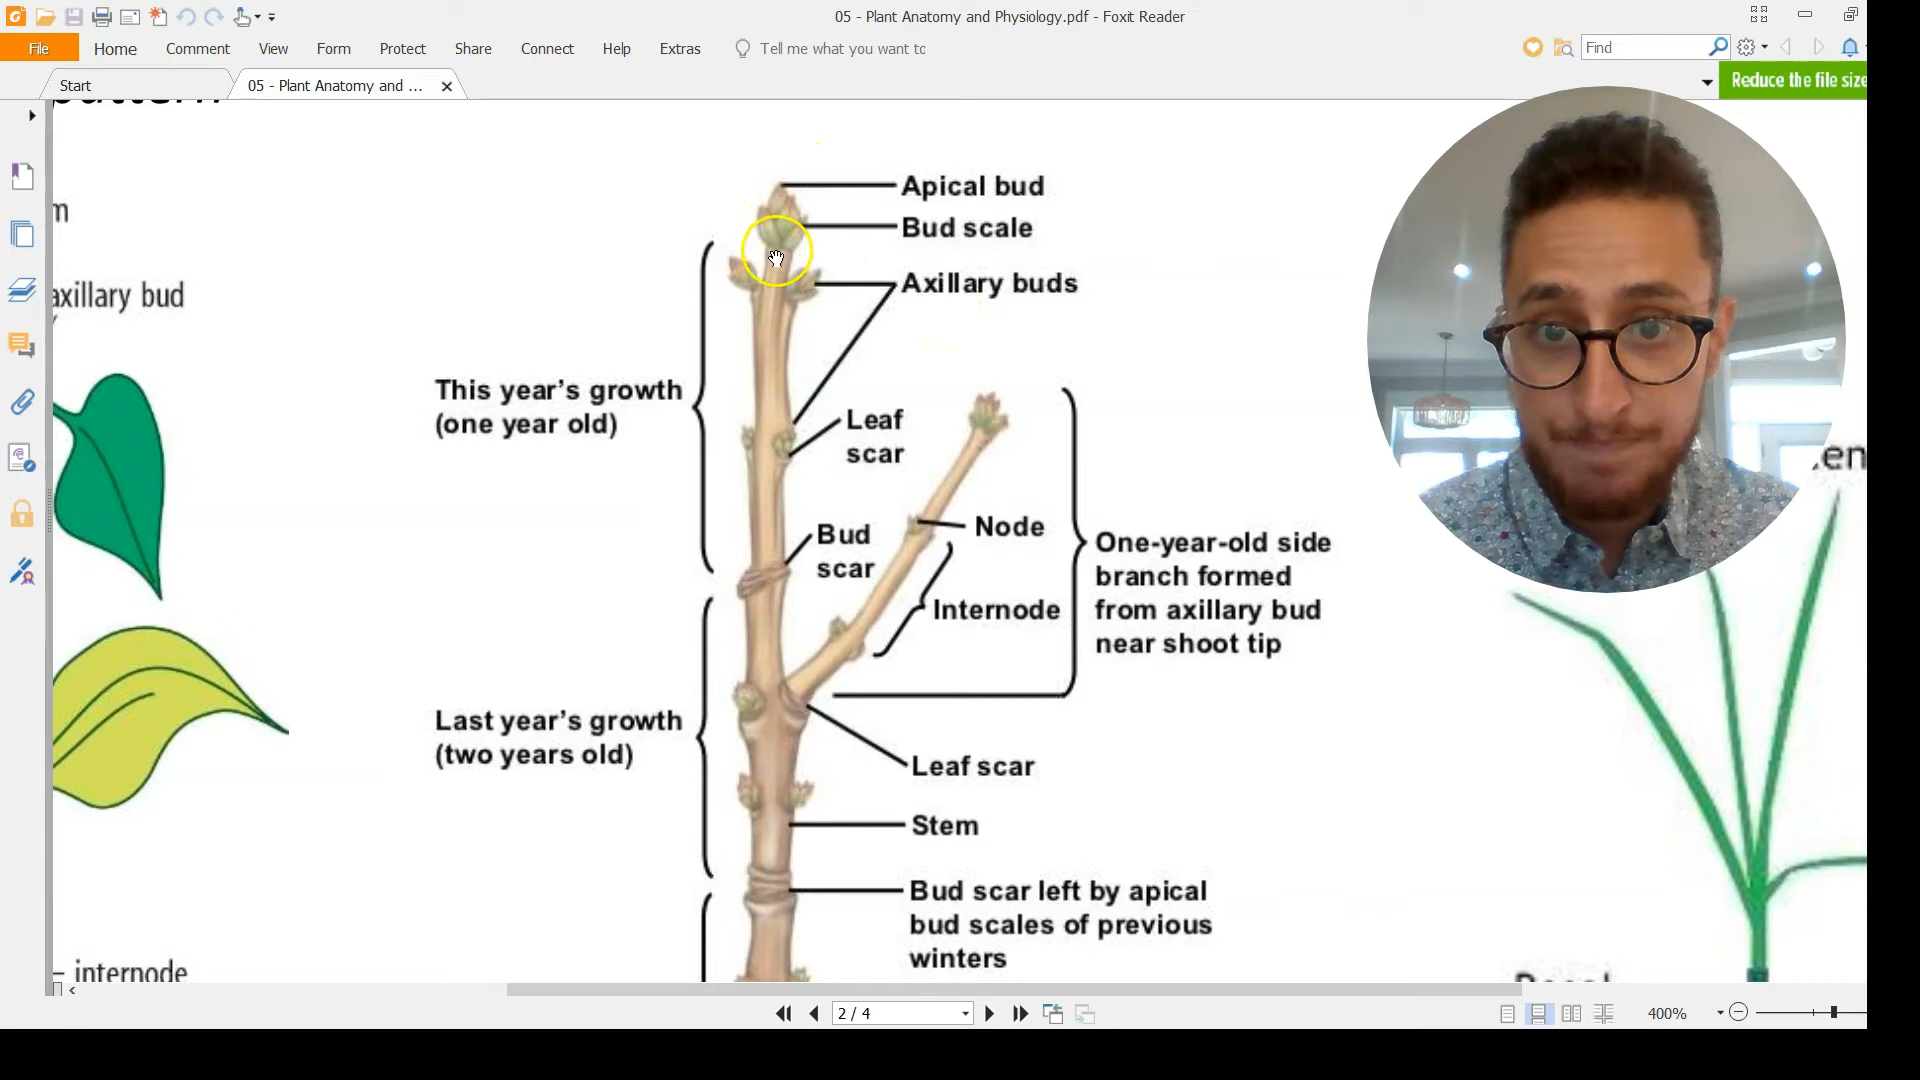 05 - Plant Anatomy and Physiology.pdf - Foxit Reader
File Home Comment View Form Protect Share Connect Help Extras Tell me what you want to
Find
Start
05 - Plant Anatomy and ...
Reduce the file size
pattern
m
axillary bud
Apical bud
Bud scale
Axillary buds
This year's growth
(one year old)
Leaf
scar
Bud
scar
Node
Internode
One-year-old side
branch formed
from axillary bud
near shoot tip
Last year's growth
(two years old)
Leaf scar
Stem
Bud scar left by apical
bud scales of previous
winters
internode
2 / 4
400%